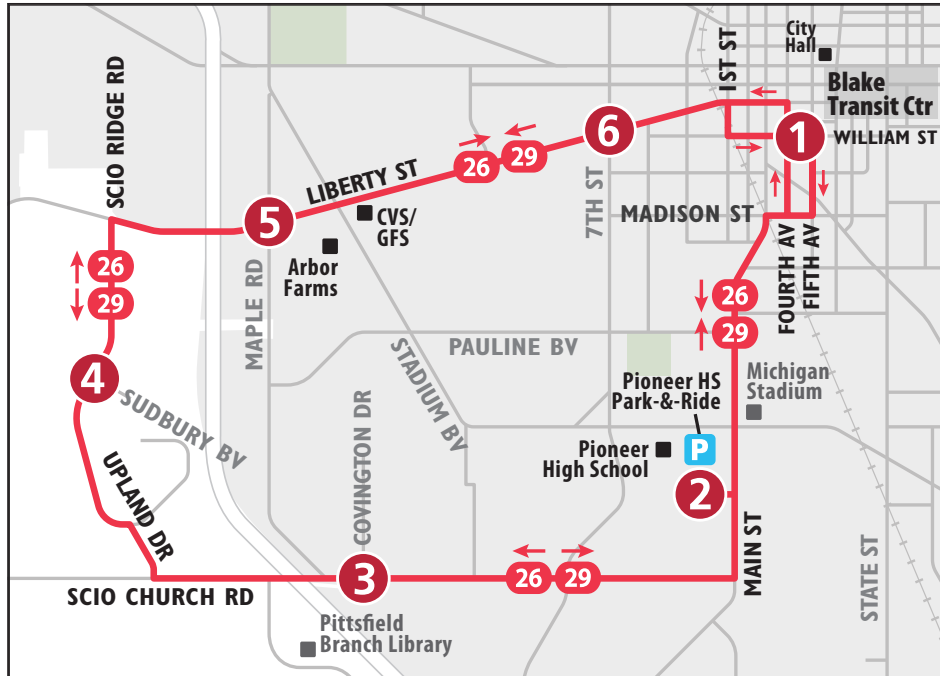 SCIO RIDGE RD
1ST ST
City
Hall
Blake
Transit Ctr
1
WILLIAM ST
6
26
29
LIBERTY ST
7TH ST
MADISON ST
5
CVS/
GFS
Arbor
Farms
MAPLE RD
FOURTH AV
FIFTH AV
26
29
26
29
PAULINE BV
STADIUM BV
4
SUDBURY BV
Pioneer HS
Park-&-Ride
Michigan
Stadium
P
Pioneer
High School
2
COVINGTON DR
UPLAND DR
MAIN ST
STATE ST
3
26
29
SCIO CHURCH RD
Pittsfield
Branch Library